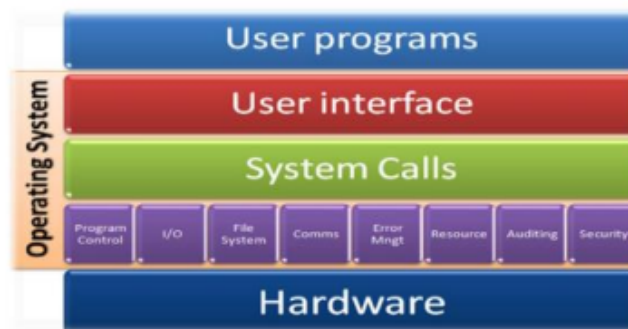 User programs
Operating System
User interface
System Calls
Program
Control
I/O
File
System
Comms
Error
Mngt
Resource
Auditing
Security
Hardware